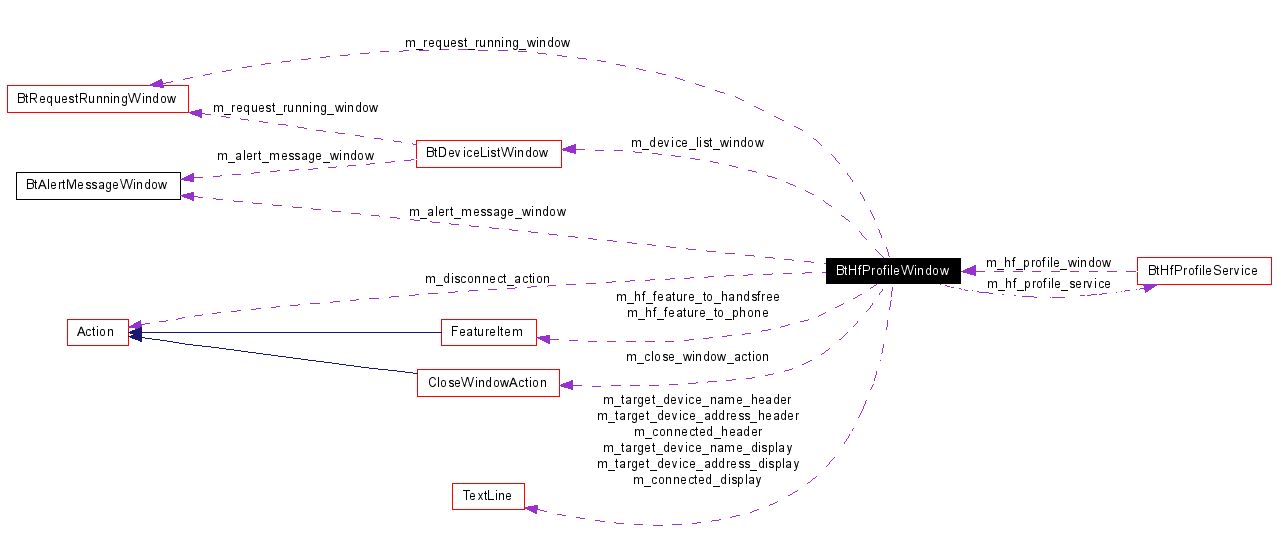 m_request_running_window
BtRequestRunningWindow
m_request_running_window
m_device_list_window
BtDeviceListWindow
m_alert_message_window
BtAlertMessageWindow
m_alert_message_window
m_hf_profile_window
BtHfProfileWindow
BtHfProfileService
m_disconnect_action
m_hf_profile_service
m_hf_feature_to_handsfree
m_hf_feature_to_phone
Action
FeatureItem
m_close_window_action
CloseWindowAction
m_target_device_name_header
m_target_device_address_header
m_connected_header
m_target_device_name_display
m_target_device_address_display
m_connected_display
TextLine